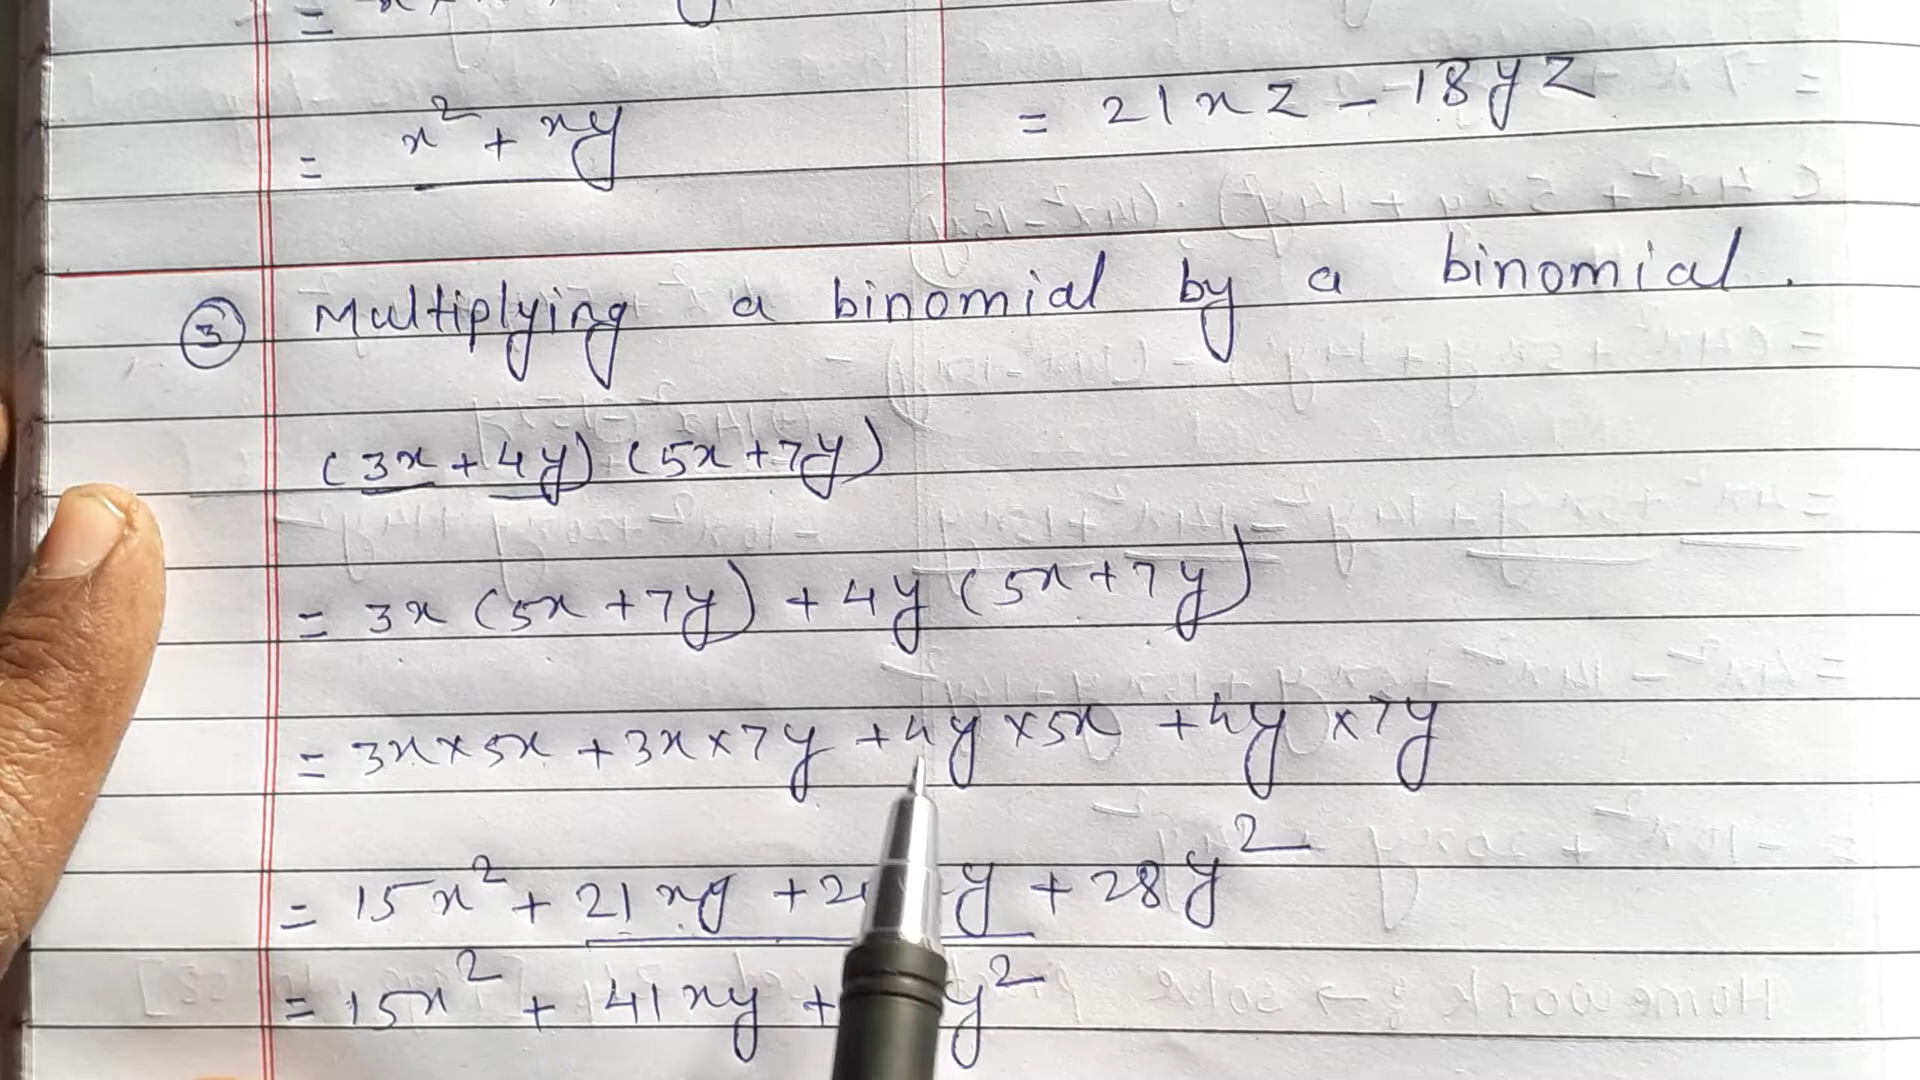 = x² + xy
= 21xz - 18yz
③ Multiplying a binomial by a binomial.
(3x + 4y) (5x + 7y)
= 3x (5x + 7y) + 4y (5x + 7y)
= 3x × 5x + 3x × 7y + 4y × 5x + 4y × 7y
= 15x² + 21xy + 2 y + 28y²
= 15x² + 41xy + y²